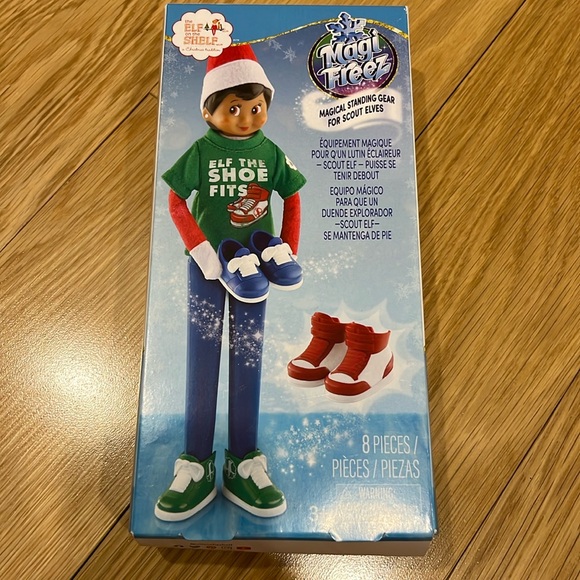 the
ELF
on the
SHELF
a Christmas tradition
Magi
Freez
MAGICAL STANDING GEAR
FOR SCOUT ELVES
ÉQUIPEMENT MAGIQUE
POUR QU'UN LUTIN ÉCLAIREUR
– SCOUT ELF – PUISSE SE
TENIR DEBOUT
EQUIPO MÁGICO
PARA QUE UN
DUENDE EXPLORADOR
–SCOUT ELF–
SE MANTENGA DE PIE
ELF THE
SHOE
FITS
8 PIECES /
PIÈCES / PIEZAS
WARNING